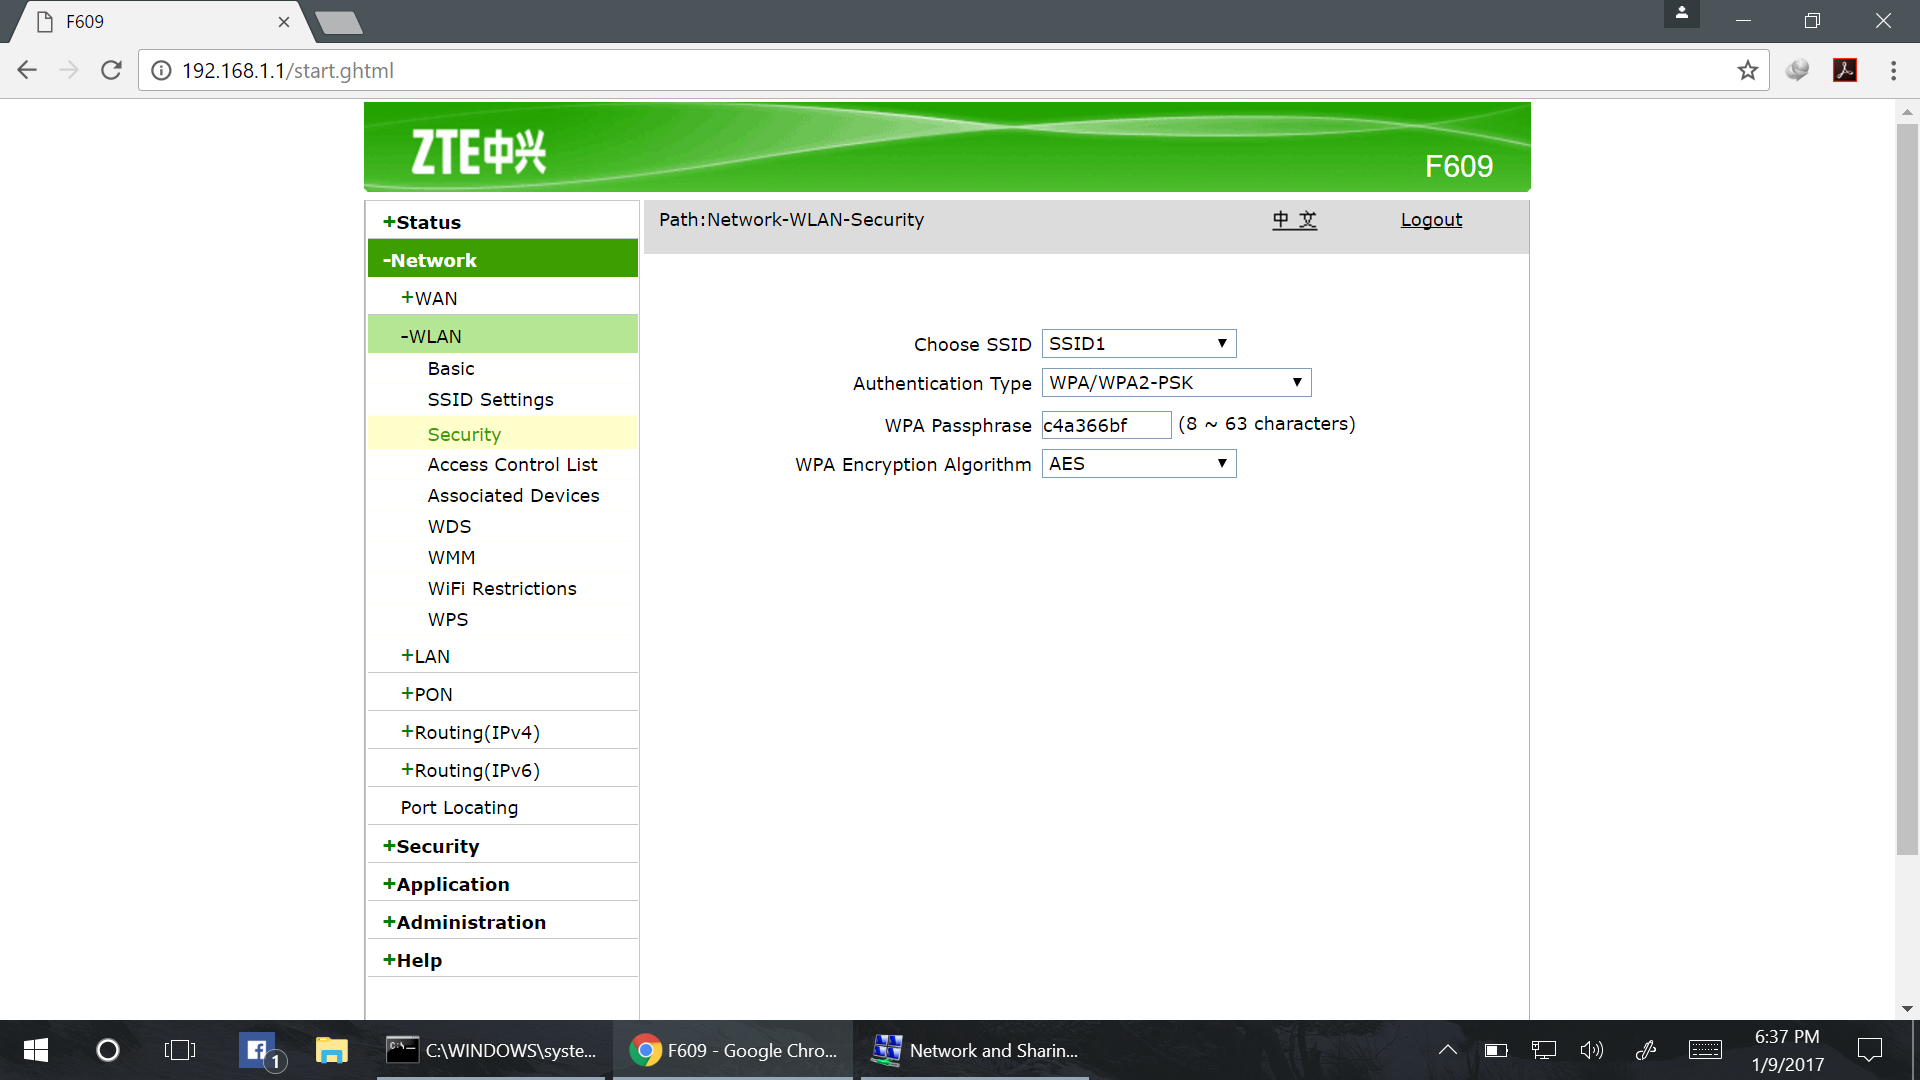 F609
192.168.1.1/start.ghtml
ZTE中兴
F609
+Status
-Network
+WAN
-WLAN
Basic
SSID Settings
Security
Access Control List
Associated Devices
WDS
WMM
WiFi Restrictions
WPS
+LAN
+PON
+Routing(IPv4)
+Routing(IPv6)
Port Locating
+Security
+Application
+Administration
+Help
Path:Network-WLAN-Security 中 文 Logout
Choose SSID SSID1
Authentication Type WPA/WPA2-PSK
WPA Passphrase c4a366bf (8 ~ 63 characters)
WPA Encryption Algorithm AES
1
C:\WINDOWS\syste...
F609 - Google Chro...
Network and Sharin...
6:37 PM
1/9/2017